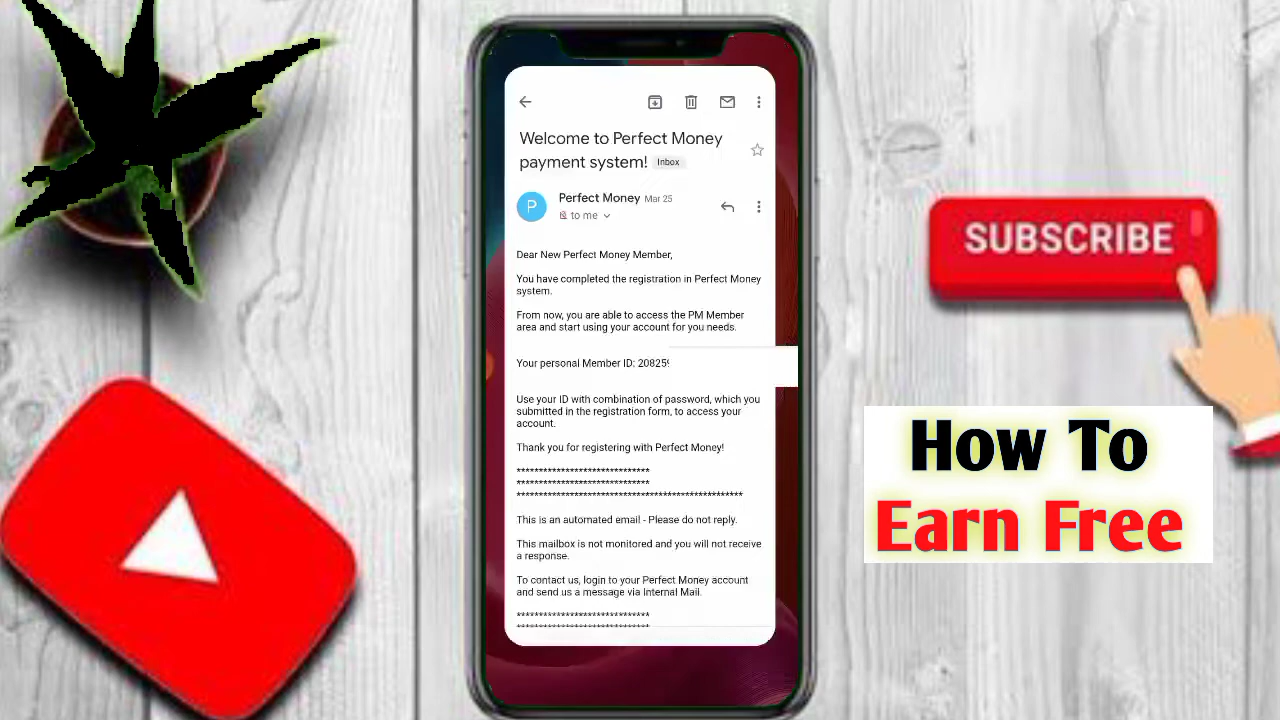 Welcome to Perfect Money
payment system! Inbox
P
Perfect Money Mar 25
to me
Dear New Perfect Money Member,
You have completed the registration in Perfect Money
system.
From now, you are able to access the PM Member
area and start using your account for you needs.
Your personal Member ID: 20825
Use your ID with combination of password, which you
submitted in the registration form, to access your
account.
Thank you for registering with Perfect Money!
*****************************
*****************************
*************************************************
This is an automated email - Please do not reply.
This mailbox is not monitored and you will not receive
a response.
To contact us, login to your Perfect Money account
and send us a message via Internal Mail.
*****************************
*****************************
SUBSCRIBE
How To
Earn Free